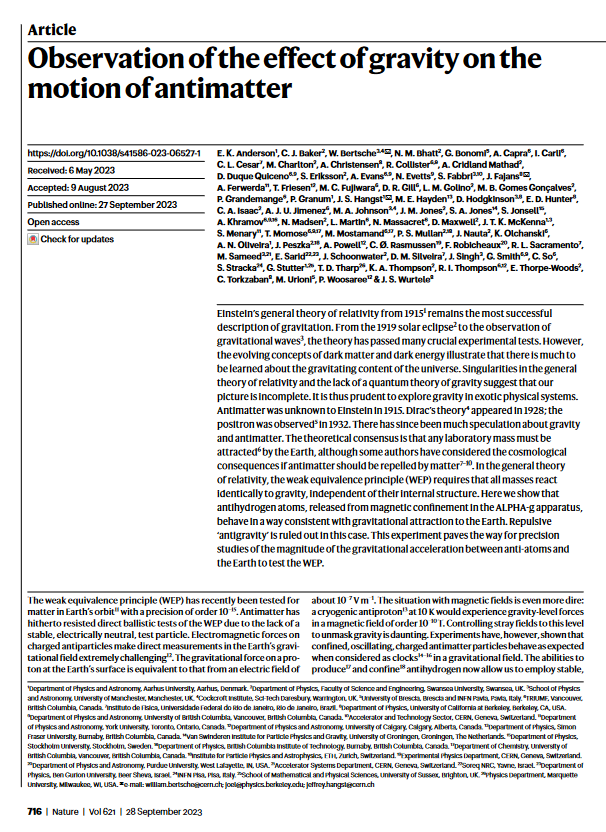 Article
Observation of the effect of gravity on the
motion of antimatter
https://doi.org/10.1038/s41586-023-06527-1
Received: 6 May 2023
Accepted: 9 August 2023
Published online: 27 September 2023
Open access
Check for updates
E. K. Anderson¹, C. J. Baker², W. Bertsche³,⁴✉, N. M. Bhatt², G. Bonomi⁵, A. Capra⁶, I. Carli⁶,
C. L. Cesar⁷, M. Charlton², A. Christensen⁸, R. Collister⁶,⁹, A. Cridland Mathad²,
D. Duque Quiceno⁶,⁹, S. Eriksson², A. Evans⁶,⁹, N. Evetts⁹, S. Fabbri³,¹⁰, J. Fajans⁸✉,
A. Ferwerda¹¹, T. Friesen¹², M. C. Fujiwara⁶, D. R. Gill⁶, L. M. Golino², M. B. Gomes Gonçalves²,
P. Grandemange⁶, P. Granum¹, J. S. Hangst¹✉, M. E. Hayden¹³, D. Hodgkinson³,⁸, E. D. Hunter⁸,
C. A. Isaac², A. J. U. Jimenez⁶, M. A. Johnson³,⁴, J. M. Jones², S. A. Jones¹⁴, S. Jonsell¹⁵,
A. Khramov⁶,⁹,¹⁶, N. Madsen², L. Martin⁶, N. Massacret⁶, D. Maxwell², J. T. K. McKenna¹,³,
S. Menary¹¹, T. Momose⁶,⁹,¹⁷, M. Mostamand⁶,¹⁷, P. S. Mullan²,¹⁸, J. Nauta², K. Olchanski⁶,
A. N. Oliveira¹, J. Peszka²,¹⁸, A. Powell¹², C. Ø. Rasmussen¹⁹, F. Robicheaux²⁰, R. L. Sacramento⁷,
M. Sameed³,²¹, E. Sarid²²,²³, J. Schoonwater², D. M. Silveira⁷, J. Singh³, G. Smith⁶,⁹, C. So⁶,
S. Stracka²⁴, G. Stutter¹,²⁵, T. D. Tharp²⁶, K. A. Thompson², R. I. Thompson⁶,¹², E. Thorpe-Woods²,
C. Torkzaban⁸, M. Urioni⁵, P. Woosaree¹² & J. S. Wurtele⁸
Einstein's general theory of relativity from 1915¹ remains the most successful
description of gravitation. From the 1919 solar eclipse² to the observation of
gravitational waves³, the theory has passed many crucial experimental tests. However,
the evolving concepts of dark matter and dark energy illustrate that there is much to
be learned about the gravitating content of the universe. Singularities in the general
theory of relativity and the lack of a quantum theory of gravity suggest that our
picture is incomplete. It is thus prudent to explore gravity in exotic physical systems.
Antimatter was unknown to Einstein in 1915. Dirac's theory⁴ appeared in 1928; the
positron was observed⁵ in 1932. There has since been much speculation about gravity
and antimatter. The theoretical consensus is that any laboratory mass must be
attracted⁶ by the Earth, although some authors have considered the cosmological
consequences if antimatter should be repelled by matter⁷⁻¹⁰. In the general theory
of relativity, the weak equivalence principle (WEP) requires that all masses react
identically to gravity, independent of their internal structure. Here we show that
antihydrogen atoms, released from magnetic confinement in the ALPHA-g apparatus,
behave in a way consistent with gravitational attraction to the Earth. Repulsive
'antigravity' is ruled out in this case. This experiment paves the way for precision
studies of the magnitude of the gravitational acceleration between anti-atoms and
the Earth to test the WEP.
The weak equivalence principle (WEP) has recently been tested for
matter in Earth's orbit¹¹ with a precision of order 10⁻¹⁵. Antimatter has
hitherto resisted direct ballistic tests of the WEP due to the lack of a
stable, electrically neutral, test particle. Electromagnetic forces on
charged antiparticles make direct measurements in the Earth's gravi-
tational field extremely challenging¹². The gravitational force on a pro-
ton at the Earth's surface is equivalent to that from an electric field of
about 10⁻⁷ V m⁻¹. The situation with magnetic fields is even more dire:
a cryogenic antiproton¹³ at 10 K would experience gravity-level forces
in a magnetic field of order 10⁻¹⁰ T. Controlling stray fields to this level
to unmask gravity is daunting. Experiments have, however, shown that
confined, oscillating, charged antimatter particles behave as expected
when considered as clocks¹⁴⁻¹⁶ in a gravitational field. The abilities to
produce¹⁷ and confine¹⁸ antihydrogen now allow us to employ stable,
¹Department of Physics and Astronomy, Aarhus University, Aarhus, Denmark. ²Department of Physics, Faculty of Science and Engineering, Swansea University, Swansea, UK. ³School of Physics
and Astronomy, University of Manchester, Manchester, UK. ⁴Cockcroft Institute, Sci-Tech Daresbury, Warrington, UK. ⁵University of Brescia, Brescia and INFN Pavia, Pavia, Italy. ⁶TRIUMF, Vancouver,
British Columbia, Canada. ⁷Instituto de Fisica, Universidade Federal do Rio de Janeiro, Rio de Janeiro, Brazil. ⁸Department of Physics, University of California at Berkeley, Berkeley, CA, USA.
⁹Department of Physics and Astronomy, University of British Columbia, Vancouver, British Columbia, Canada. ¹⁰Accelerator and Technology Sector, CERN, Geneva, Switzerland. ¹¹Department
of Physics and Astronomy, York University, Toronto, Ontario, Canada. ¹²Department of Physics and Astronomy, University of Calgary, Calgary, Alberta, Canada. ¹³Department of Physics, Simon
Fraser University, Burnaby, British Columbia, Canada. ¹⁴Van Swinderen Institute for Particle Physics and Gravity, University of Groningen, Groningen, The Netherlands. ¹⁵Department of Physics,
Stockholm University, Stockholm, Sweden. ¹⁶Department of Physics, British Columbia Institute of Technology, Burnaby, British Columbia, Canada. ¹⁷Department of Chemistry, University of
British Columbia, Vancouver, British Columbia, Canada. ¹⁸Institute for Particle Physics and Astrophysics, ETH, Zurich, Switzerland. ¹⁹Experimental Physics Department, CERN, Geneva, Switzerland.
²⁰Department of Physics and Astronomy, Purdue University, West Lafayette, IN, USA. ²¹Accelerator Systems Department, CERN, Geneva, Switzerland. ²²Soreq NRC, Yavne, Israel. ²³Department of
Physics, Ben Gurion University, Beer Sheva, Israel. ²⁴INFN Pisa, Pisa, Italy. ²⁵School of Mathematical and Physical Sciences, University of Sussex, Brighton, UK. ²⁶Physics Department, Marquette
University, Milwaukee, WI, USA. ✉e-mail: william.bertsche@cern.ch; joel@physics.berkeley.edu; jeffrey.hangst@cern.ch
716 | Nature | Vol 621 | 28 September 2023